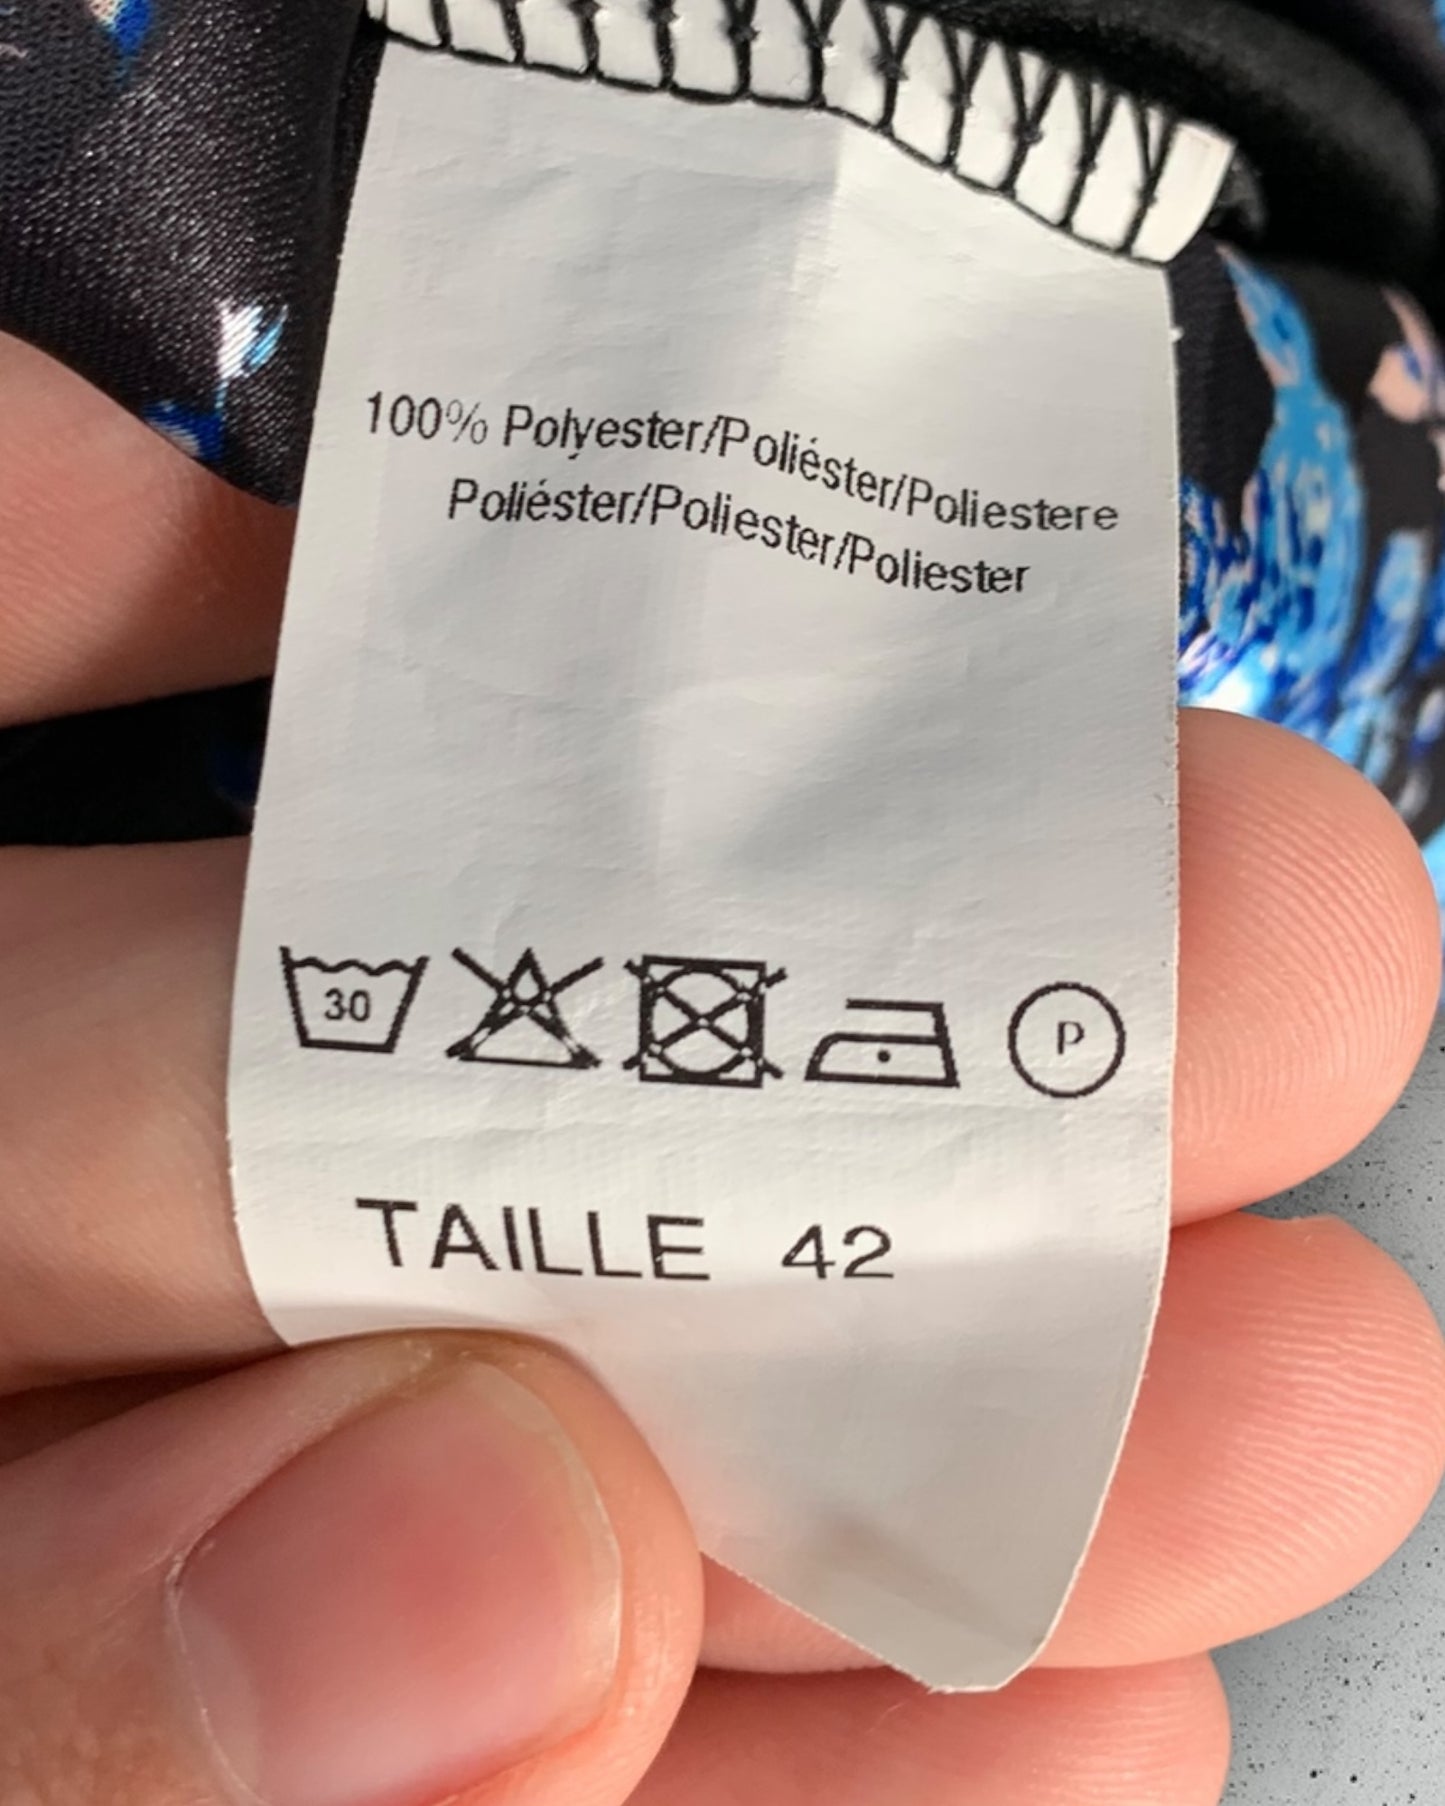 100% Polyester/Poliéster/Poliestere
Poliéster/Poliester/Poliester
30
P
TAILLE 42